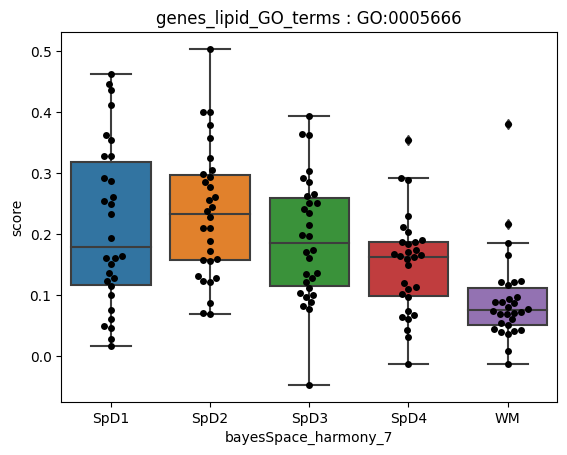 genes_lipid_GO_terms : GO:0005666
0.5
0.4
0.3
0.2
0.1
0.0
score
SpD1 SpD2 SpD3 SpD4 WM
bayesSpace_harmony_7